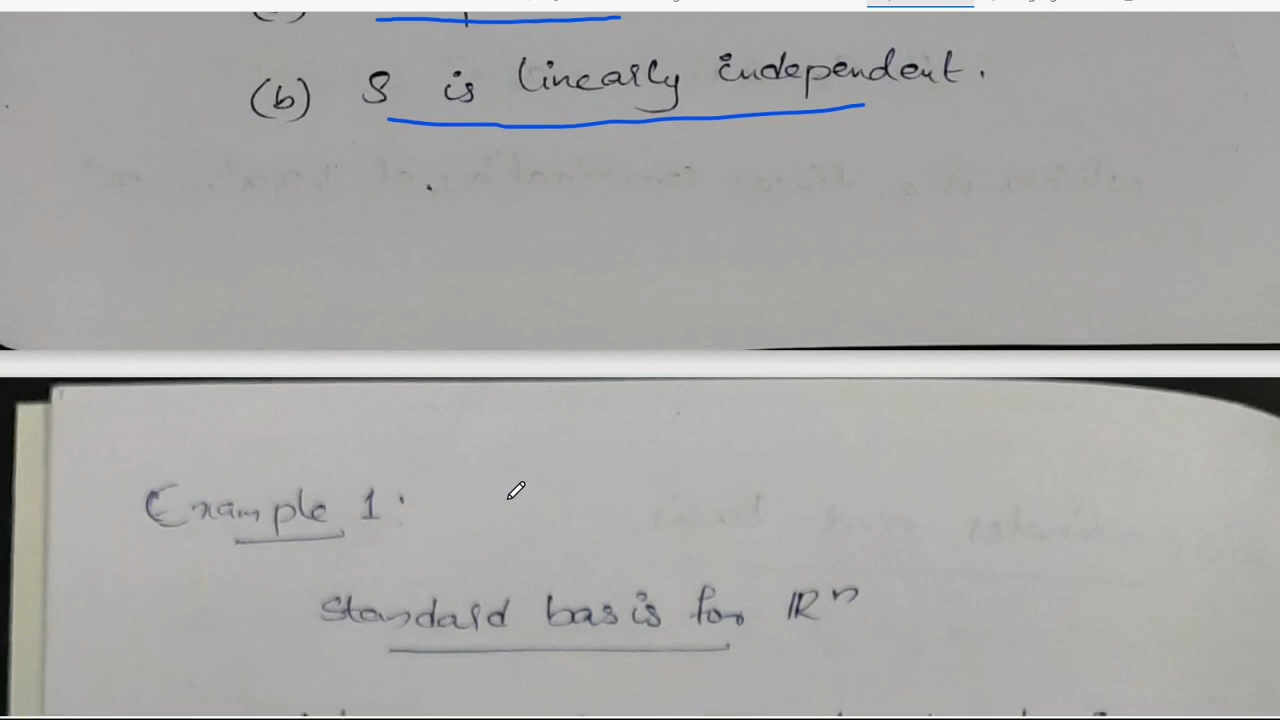 (b) S is linearly independent.
Example 1:
Standard basis for ℝⁿ